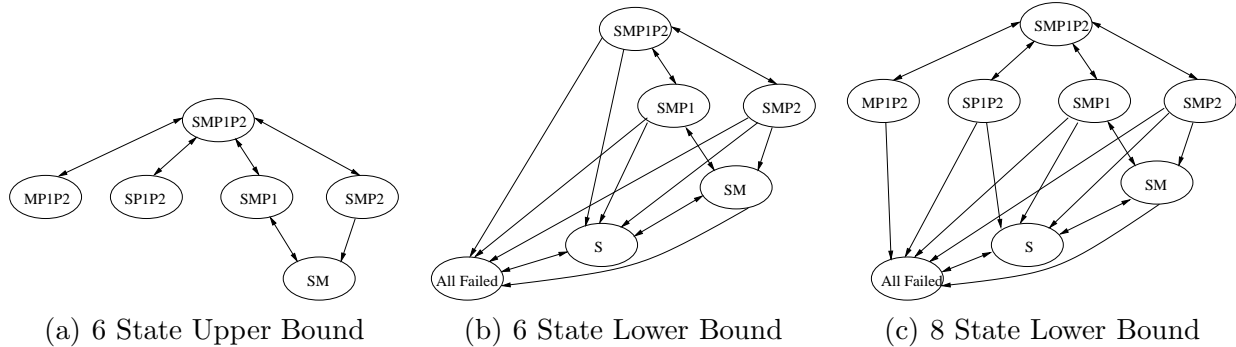 SMP1P2
MP1P2
SP1P2
SMP1
SMP2
SM
(a) 6 State Upper Bound
SMP1P2
SMP1
SMP2
SM
S
All Failed
(b) 6 State Lower Bound
SMP1P2
MP1P2
SP1P2
SMP1
SMP2
SM
S
All Failed
(c) 8 State Lower Bound